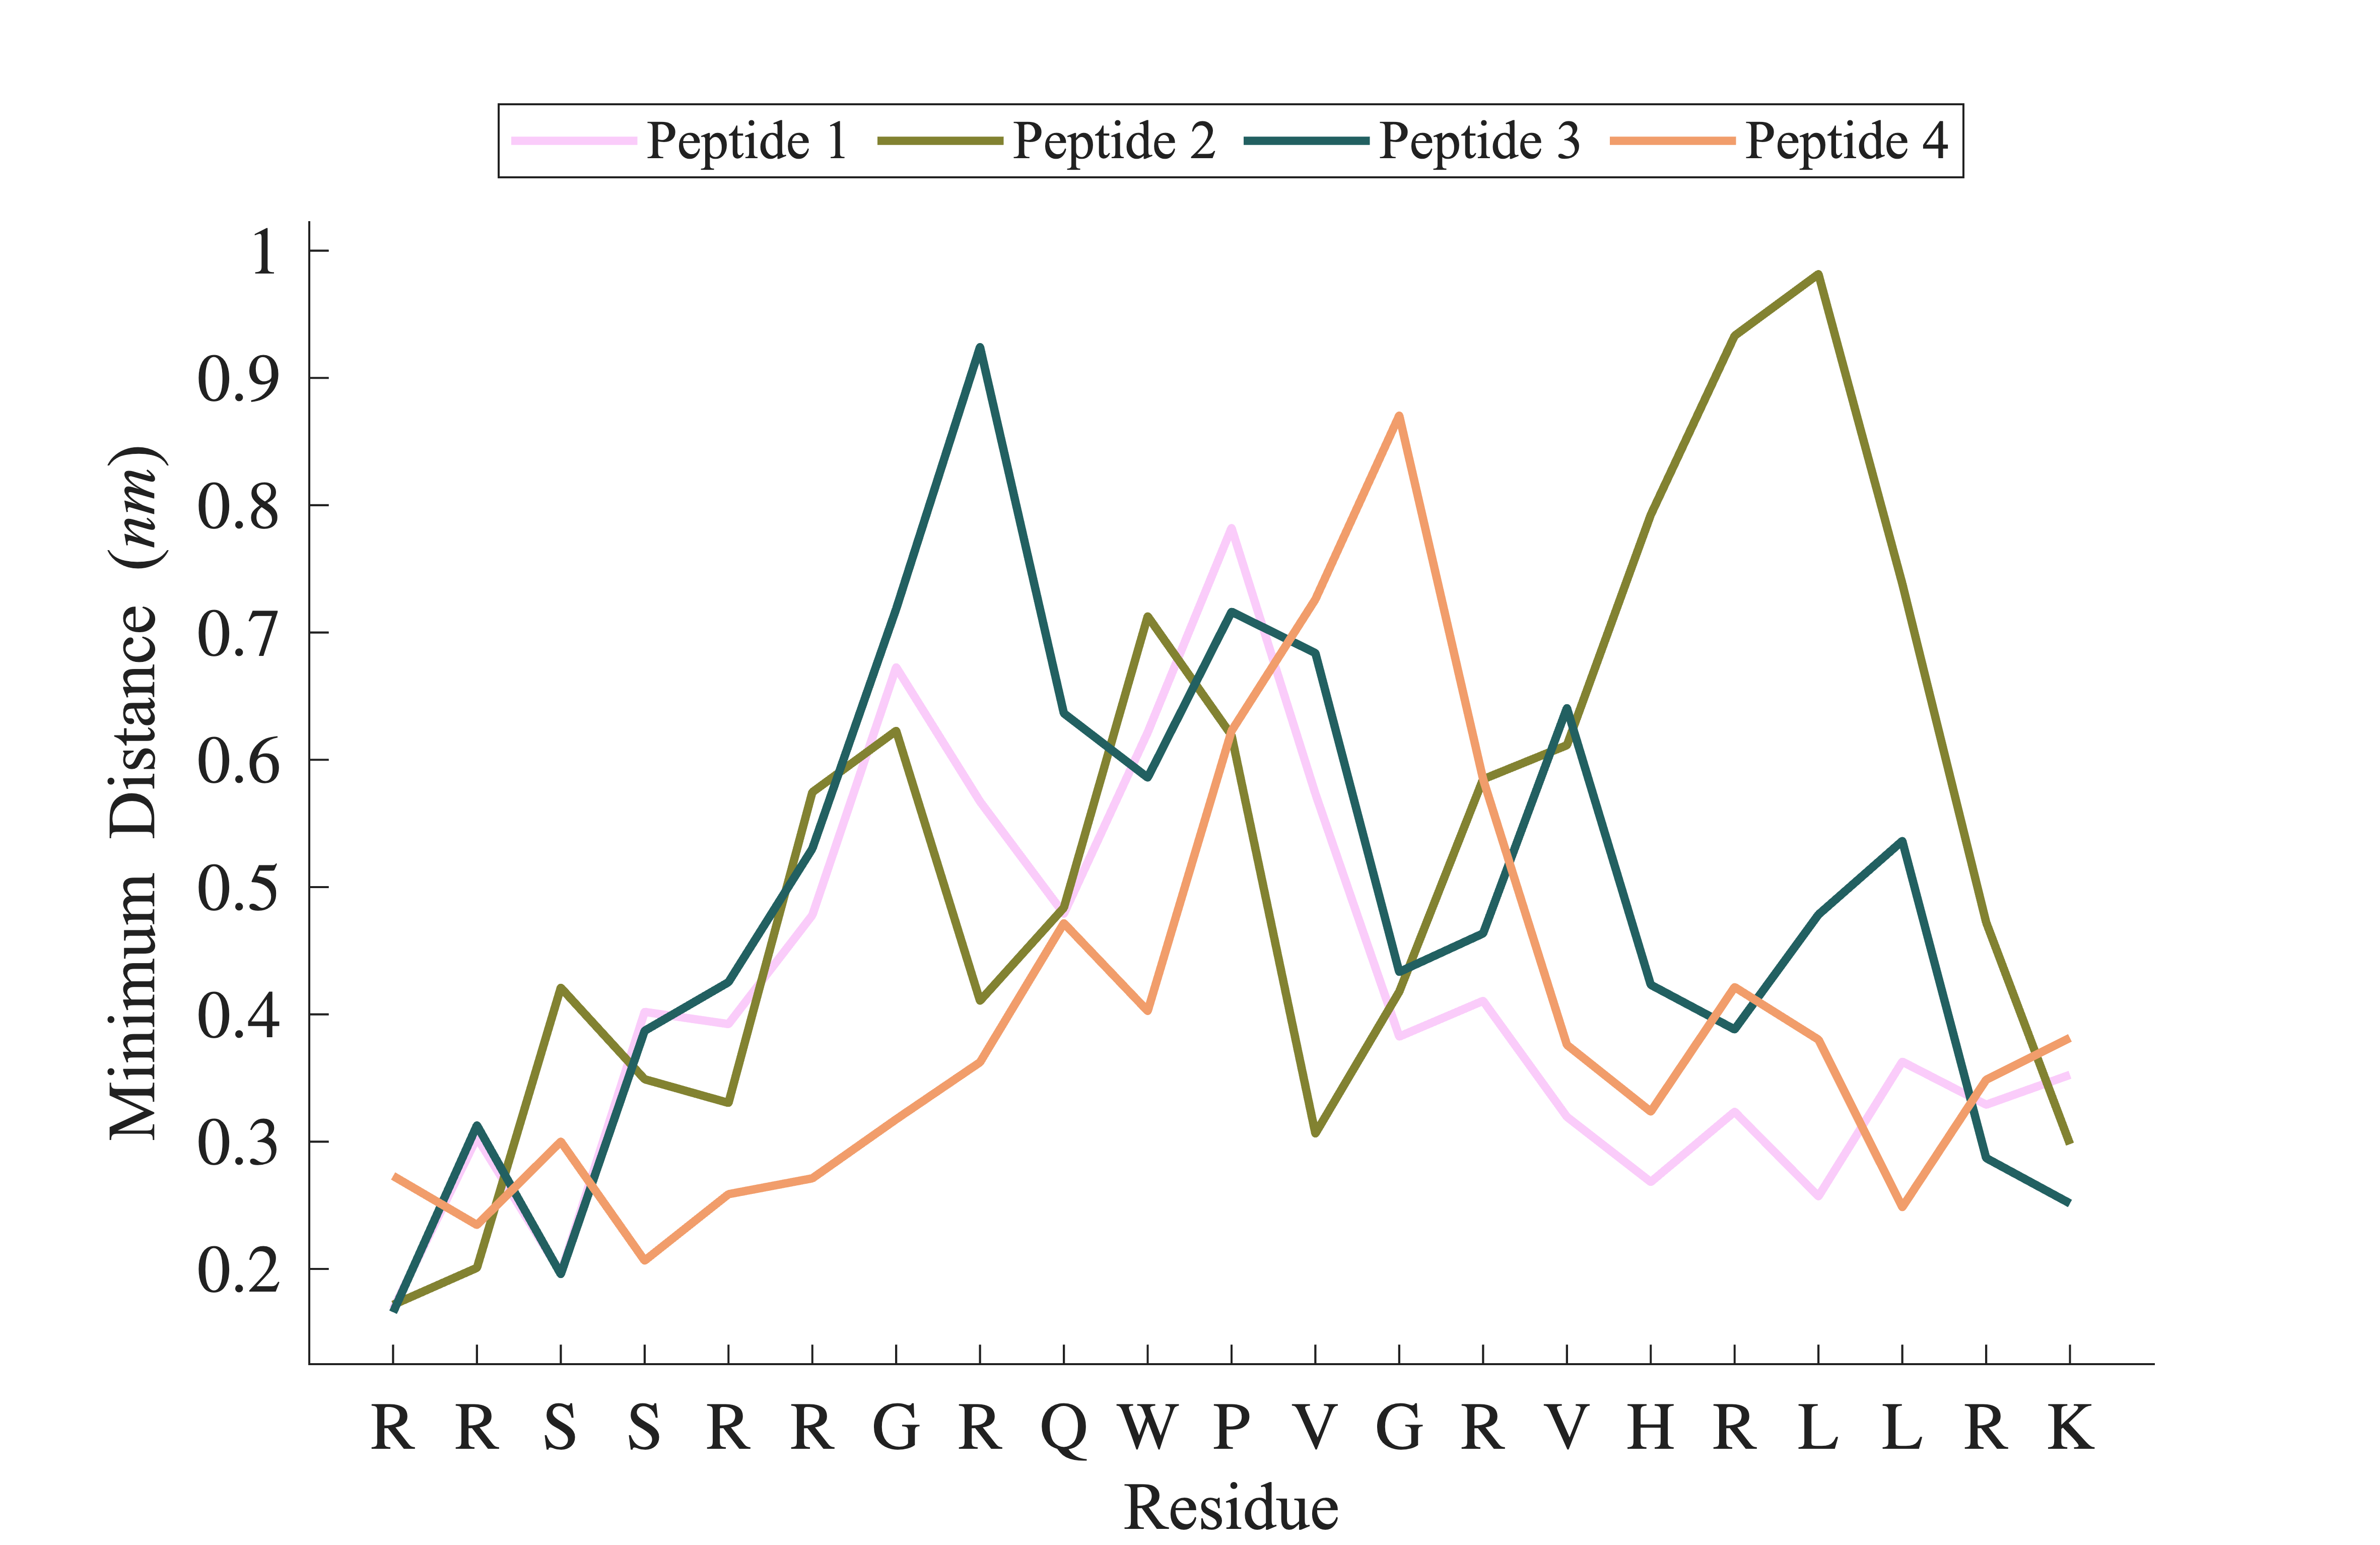 Peptide 1 Peptide 2 Peptide 3 Peptide 4
1
0.9
0.8
0.7
0.6
0.5
0.4
0.3
0.2
Minimum Distance (nm)
R R S S R R G R Q W P V G R V H R L L R K
Residue